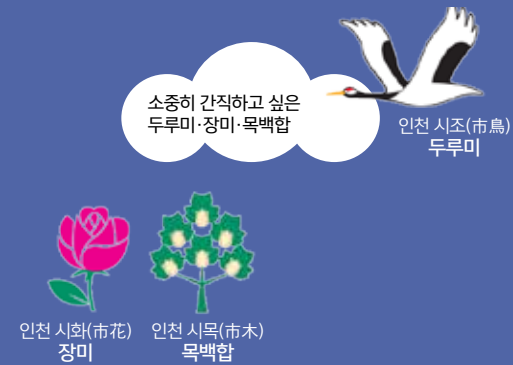 소중히 간직하고 싶은
두루미·장미·목백합
인천 시조(市鳥)
두루미
인천 시화(市花)
장미
인천 시목(市木)
목백합